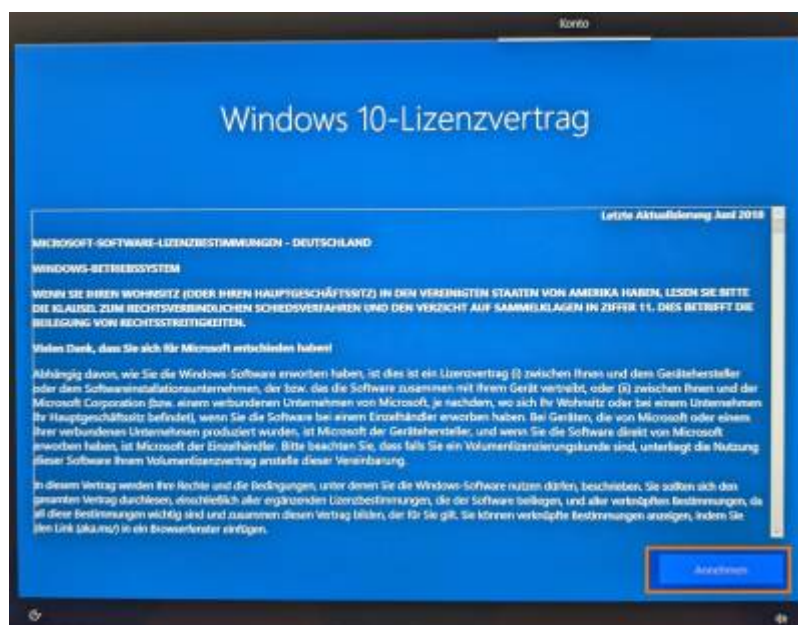 Konto
Windows 10-Lizenzvertrag
Letzte Aktualisierung Juni 2018
MICROSOFT-SOFTWARE-LIZENZBESTIMMUNGEN - DEUTSCHLAND
WINDOWS-BETRIEBSSYSTEM
WENN SIE IHREN WOHNSITZ (ODER IHREN HAUPTGESCHÄFTSSITZ) IN DEN VEREINIGTEN STAATEN VON AMERIKA HABEN, LESEN SIE BITTE
DIE KLAUSEL ZUM RECHTSVERBINDLICHEN SCHIEDSVERFAHREN UND DEN VERZICHT AUF SAMMELKLAGEN IN ZIFFER 11. DIES BETRIFFT DIE
BEILEGUNG VON RECHTSSTREITIGKEITEN.
Vielen Dank, dass Sie sich für Microsoft entschieden haben!
Abhängig davon, wie Sie die Windows-Software erworben haben, ist dies ist ein Lizenzvertrag (i) zwischen Ihnen und dem Gerätehersteller
oder dem Softwareinstallationsunternehmen, der bzw. das die Software zusammen mit Ihrem Gerät vertreibt, oder (ii) zwischen Ihnen und der
Microsoft Corporation (bzw. einem verbundenen Unternehmen von Microsoft, je nachdem, wo sich Ihr Wohnsitz oder bei einem Unternehmen
Ihr Hauptgeschäftssitz befindet), wenn Sie die Software bei einem Einzelhändler erworben haben. Bei Geräten, die von Microsoft oder einem
ihrer verbundenen Unternehmen produziert wurden, ist Microsoft der Gerätehersteller, und wenn Sie die Software direkt von Microsoft
erworben haben, ist Microsoft der Einzelhändler. Bitte beachten Sie, dass falls Sie ein Volumenlizenzierungskunde sind, unterliegt die Nutzung
dieser Software Ihrem Volumenlizenzvertrag anstelle dieser Vereinbarung.
In diesem Vertrag werden Ihre Rechte und die Bedingungen, unter denen Sie die Windows-Software nutzen dürfen, beschrieben. Sie sollten sich den
gesamten Vertrag durchlesen, einschließlich aller ergänzenden Lizenzbestimmungen, die der Software beiliegen, und aller verknüpften Bestimmungen, da
all diese Bestimmungen wichtig sind und zusammen diesen Vertrag bilden, der für Sie gilt. Sie können verknüpfte Bestimmungen anzeigen, indem Sie
den Link (aka.ms/) in ein Browserfenster einfügen.
Annehmen